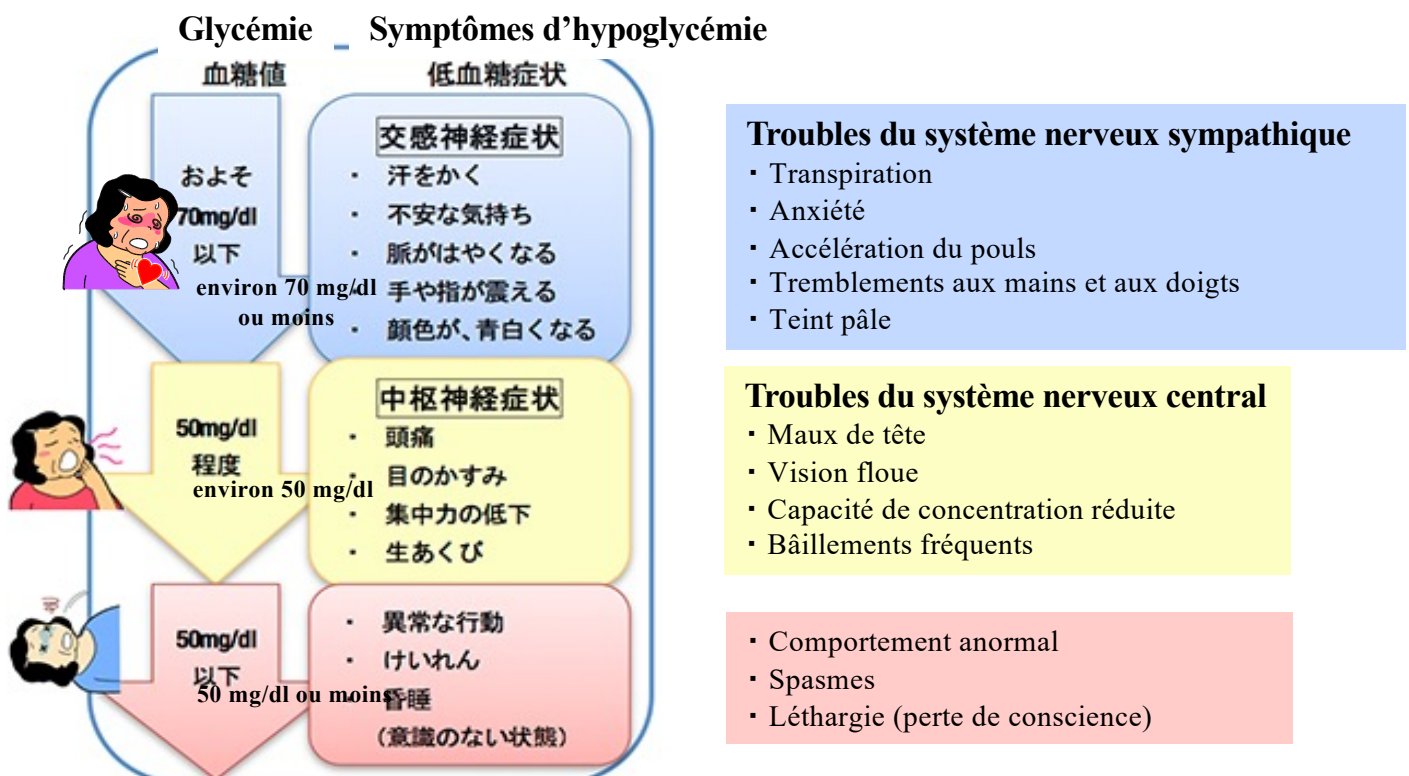 Glycémie Symptômes d’hypoglycémie
血糖値 低血糖症状
およそ
70mg/dl
以下
environ 70 mg/dl
ou moins
交感神経症状
・ 汗をかく
・ 不安な気持ち
・ 脈がはやくなる
・ 手や指が震える
・ 顔色が、青白くなる
Troubles du système nerveux sympathique
・Transpiration
・Anxiété
・Accélération du pouls
・Tremblements aux mains et aux doigts
・Teint pâle
50mg/dl
程度
environ 50 mg/dl
中枢神経症状
・ 頭痛
・ 目のかすみ
・ 集中力の低下
・ 生あくび
Troubles du système nerveux central
・Maux de tête
・Vision floue
・Capacité de concentration réduite
・Bâillements fréquents
50mg/dl
以下
50 mg/dl ou moins
・ 異常な行動
・ けいれん
・ 昏睡
(意識のない状態)
・Comportement anormal
・Spasmes
・Léthargie (perte de conscience)